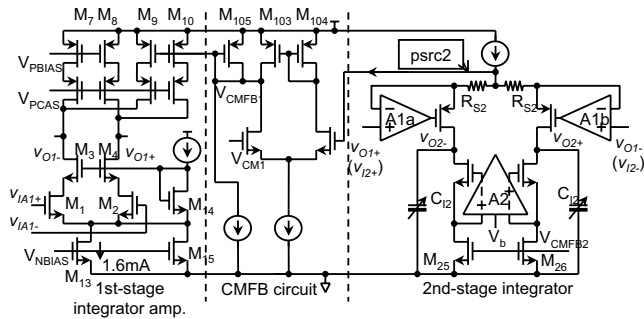 M7 M8 M9 M10 M105 M103 M104
psrc2
VPBIAS
VPCAS
VCMFB1
RS2 RS2
A1a A1b
vO1- M3 M4 vO1+
vO2- vO2+
VCM1
vO1+
(vI2+)
vO1-
(vI2-)
vIA1+
M1 M2 M14
vIA1-
CI2 A2 CI2
VNBIAS
1.6mA
M15
M13
Vb VCMFB2
M25 M26
1st-stage
integrator amp.
CMFB circuit
2nd-stage integrator